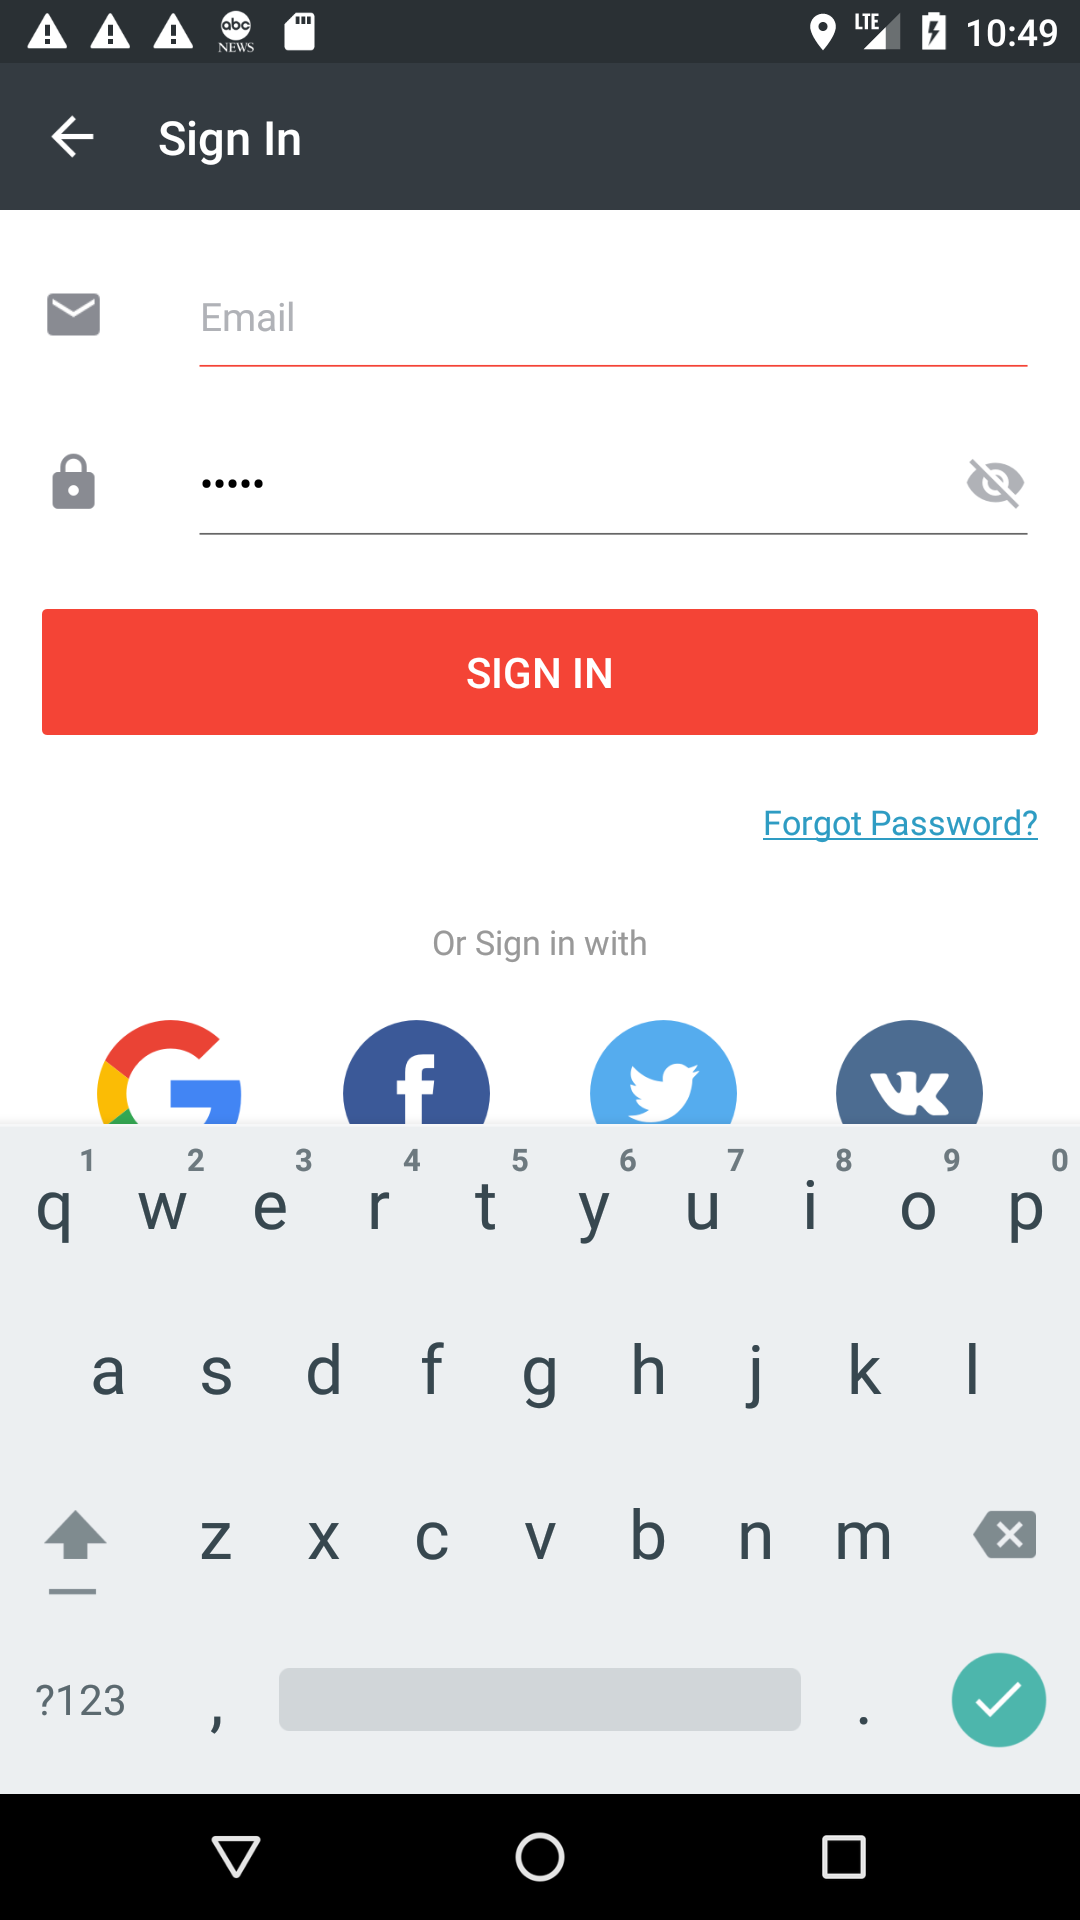 abc
NEWS
LTE
10:49
Sign In
Email
•••••
SIGN IN
Forgot Password?
Or Sign in with
1 2 3 4 5 6 7 8 9 0
q w e r t y u i o p
a s d f g h j k l
z x c v b n m
?123 , .